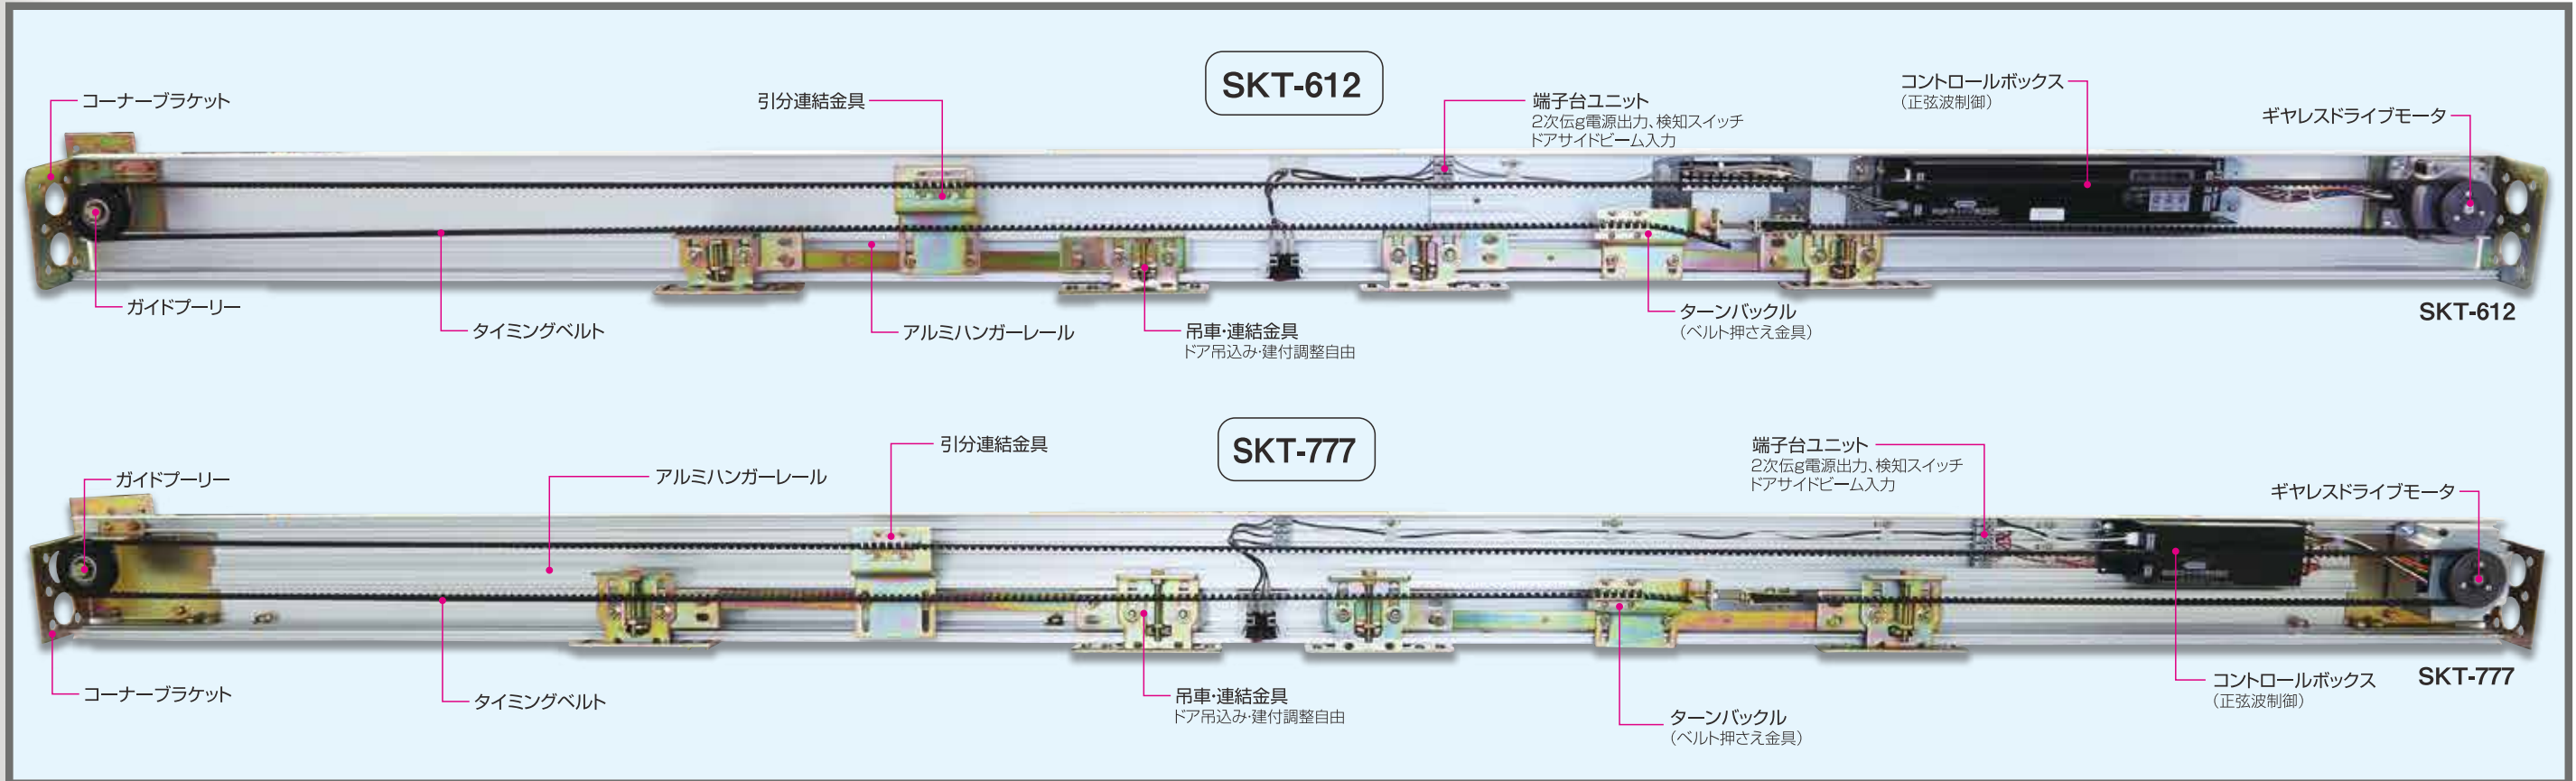 SKT-612
コーナーブラケット
引分連結金具
端子台ユニット
2次伝g電源出力、検知スイッチ
ドアサイドビーム入力
コントロールボックス
(正弦波制御)
ギヤレスドライブモータ
ガイドプーリー
タイミングベルト
アルミハンガーレール
吊車・連結金具
ドア吊込み・建付調整自由
ターンバックル
(ベルト押さえ金具)
SKT-612
SKT-777
ガイドプーリー
アルミハンガーレール
引分連結金具
端子台ユニット
2次伝g電源出力、検知スイッチ
ドアサイドビーム入力
ギヤレスドライブモータ
コーナーブラケット
タイミングベルト
吊車・連結金具
ドア吊込み・建付調整自由
ターンバックル
(ベルト押さえ金具)
コントロールボックス
(正弦波制御)
SKT-777